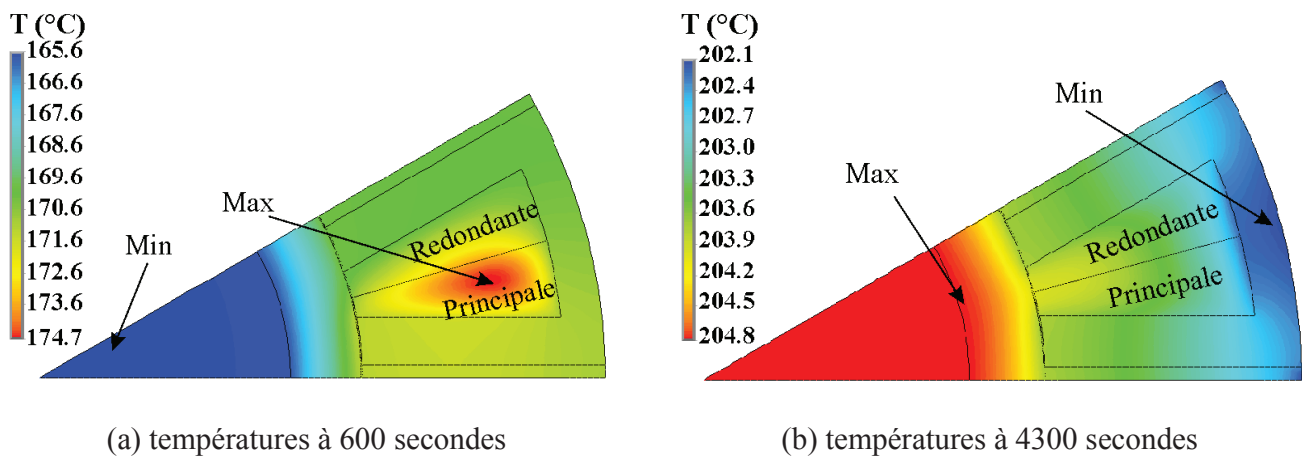 T (°C)
165.6
166.6
167.6
168.6
169.6
170.6
171.6
172.6
173.6
174.7
Min
Max
Redondante
Principale
(a) températures à 600 secondes
T (°C)
202.1
202.4
202.7
203.0
203.3
203.6
203.9
204.2
204.5
204.8
Max
Min
Redondante
Principale
(b) températures à 4300 secondes